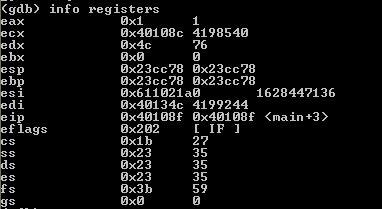 (gdb) info registers
eax 0x1 1
ecx 0x40108c 4198540
edx 0x4c 76
ebx 0x0 0
esp 0x23cc78 0x23cc78
ebp 0x23cc78 0x23cc78
esi 0x611021a0 1628447136
edi 0x40134c 4199244
eip 0x40108f 0x40108f <main+3>
eflags 0x202 [ IF ]
cs 0x1b 27
ss 0x23 35
ds 0x23 35
es 0x23 35
fs 0x3b 59
gs 0x0 0